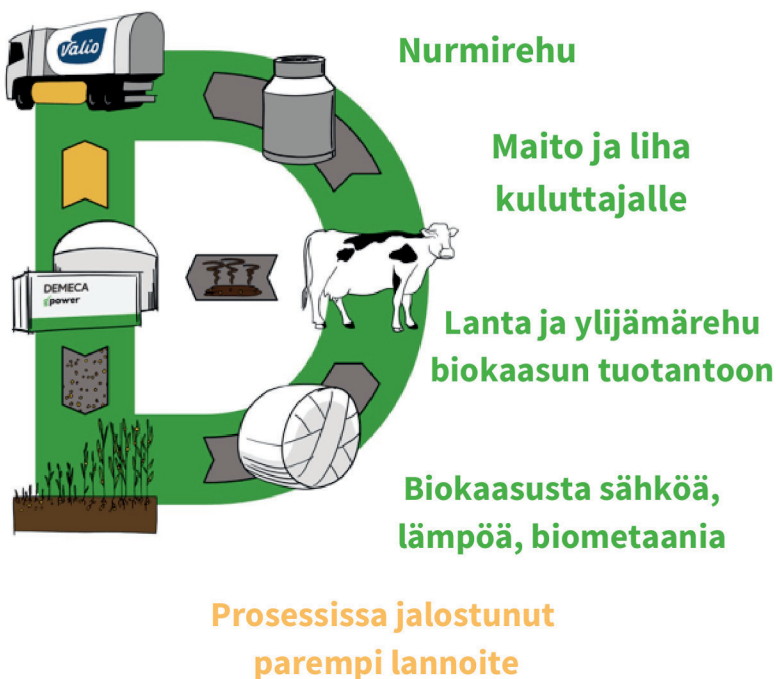 Valio
Nurmirehu
Maito ja liha
kuluttajalle
DEMECA
power
Lanta ja ylijämärehu
biokaasun tuotantoon
Biokaasusta sähköä,
lämpöä, biometaania
Prosessissa jalostunut
parempi lannoite